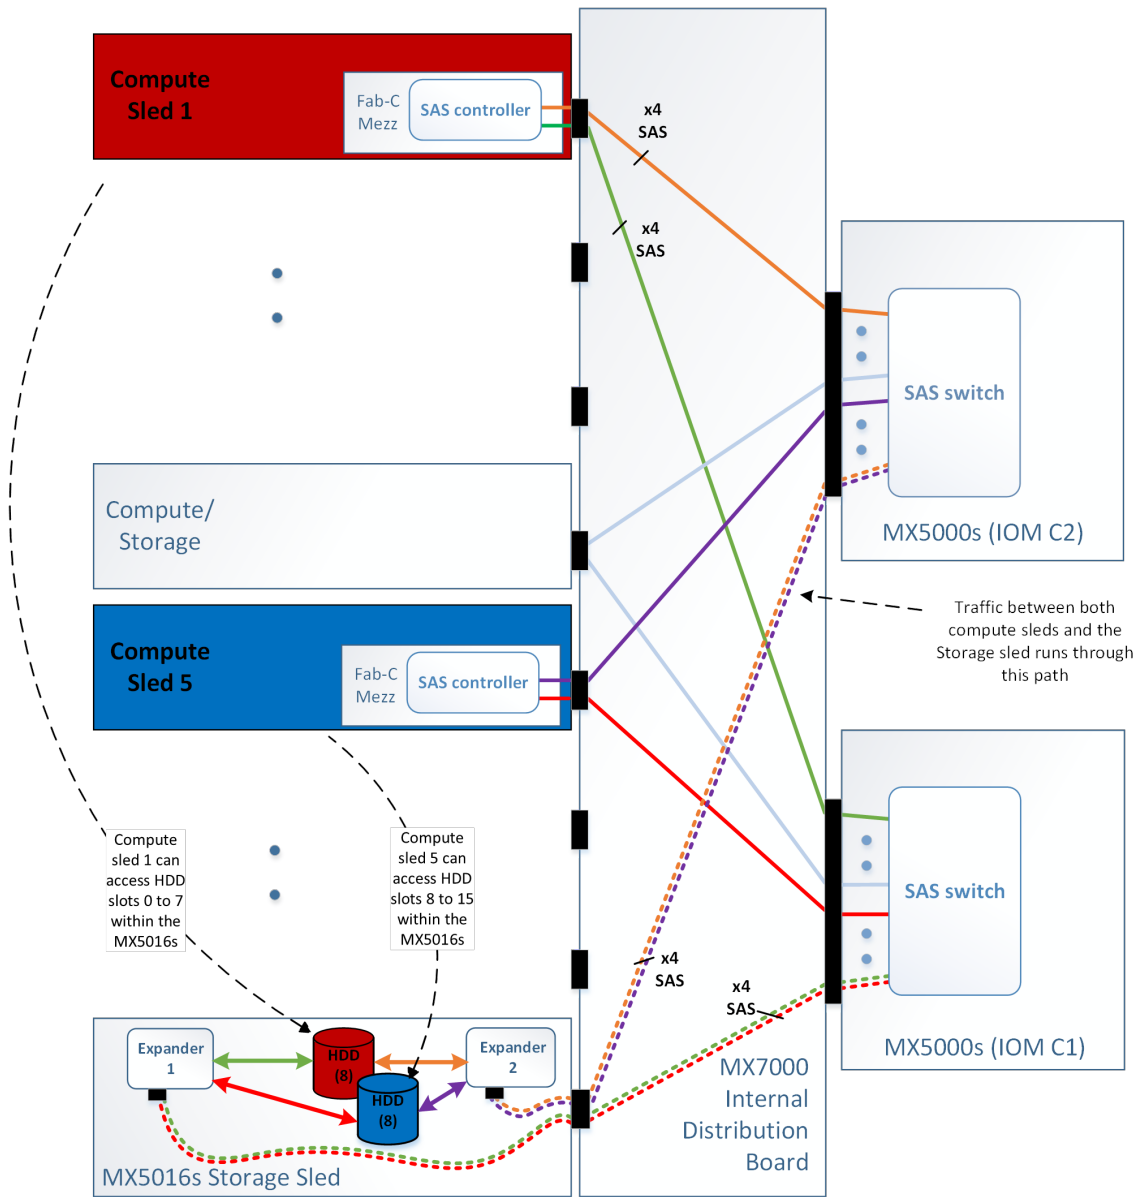 Compute
Sled 1
Fab-C
Mezz
SAS controller
x4
SAS
x4
SAS
SAS switch
MX5000s (IOM C2)
Compute/
Storage
Compute
Sled 5
Fab-C
Mezz
SAS controller
Traffic between both
compute sleds and the
Storage sled runs through
this path
Compute
sled 1 can
access HDD
slots 0 to 7
within the
MX5016s
Compute
sled 5 can
access HDD
slots 8 to 15
within the
MX5016s
x4
SAS
x4
SAS
SAS switch
MX5000s (IOM C1)
Expander
1
HDD
(8)
HDD
(8)
Expander
2
MX5016s Storage Sled
MX7000
Internal
Distribution
Board